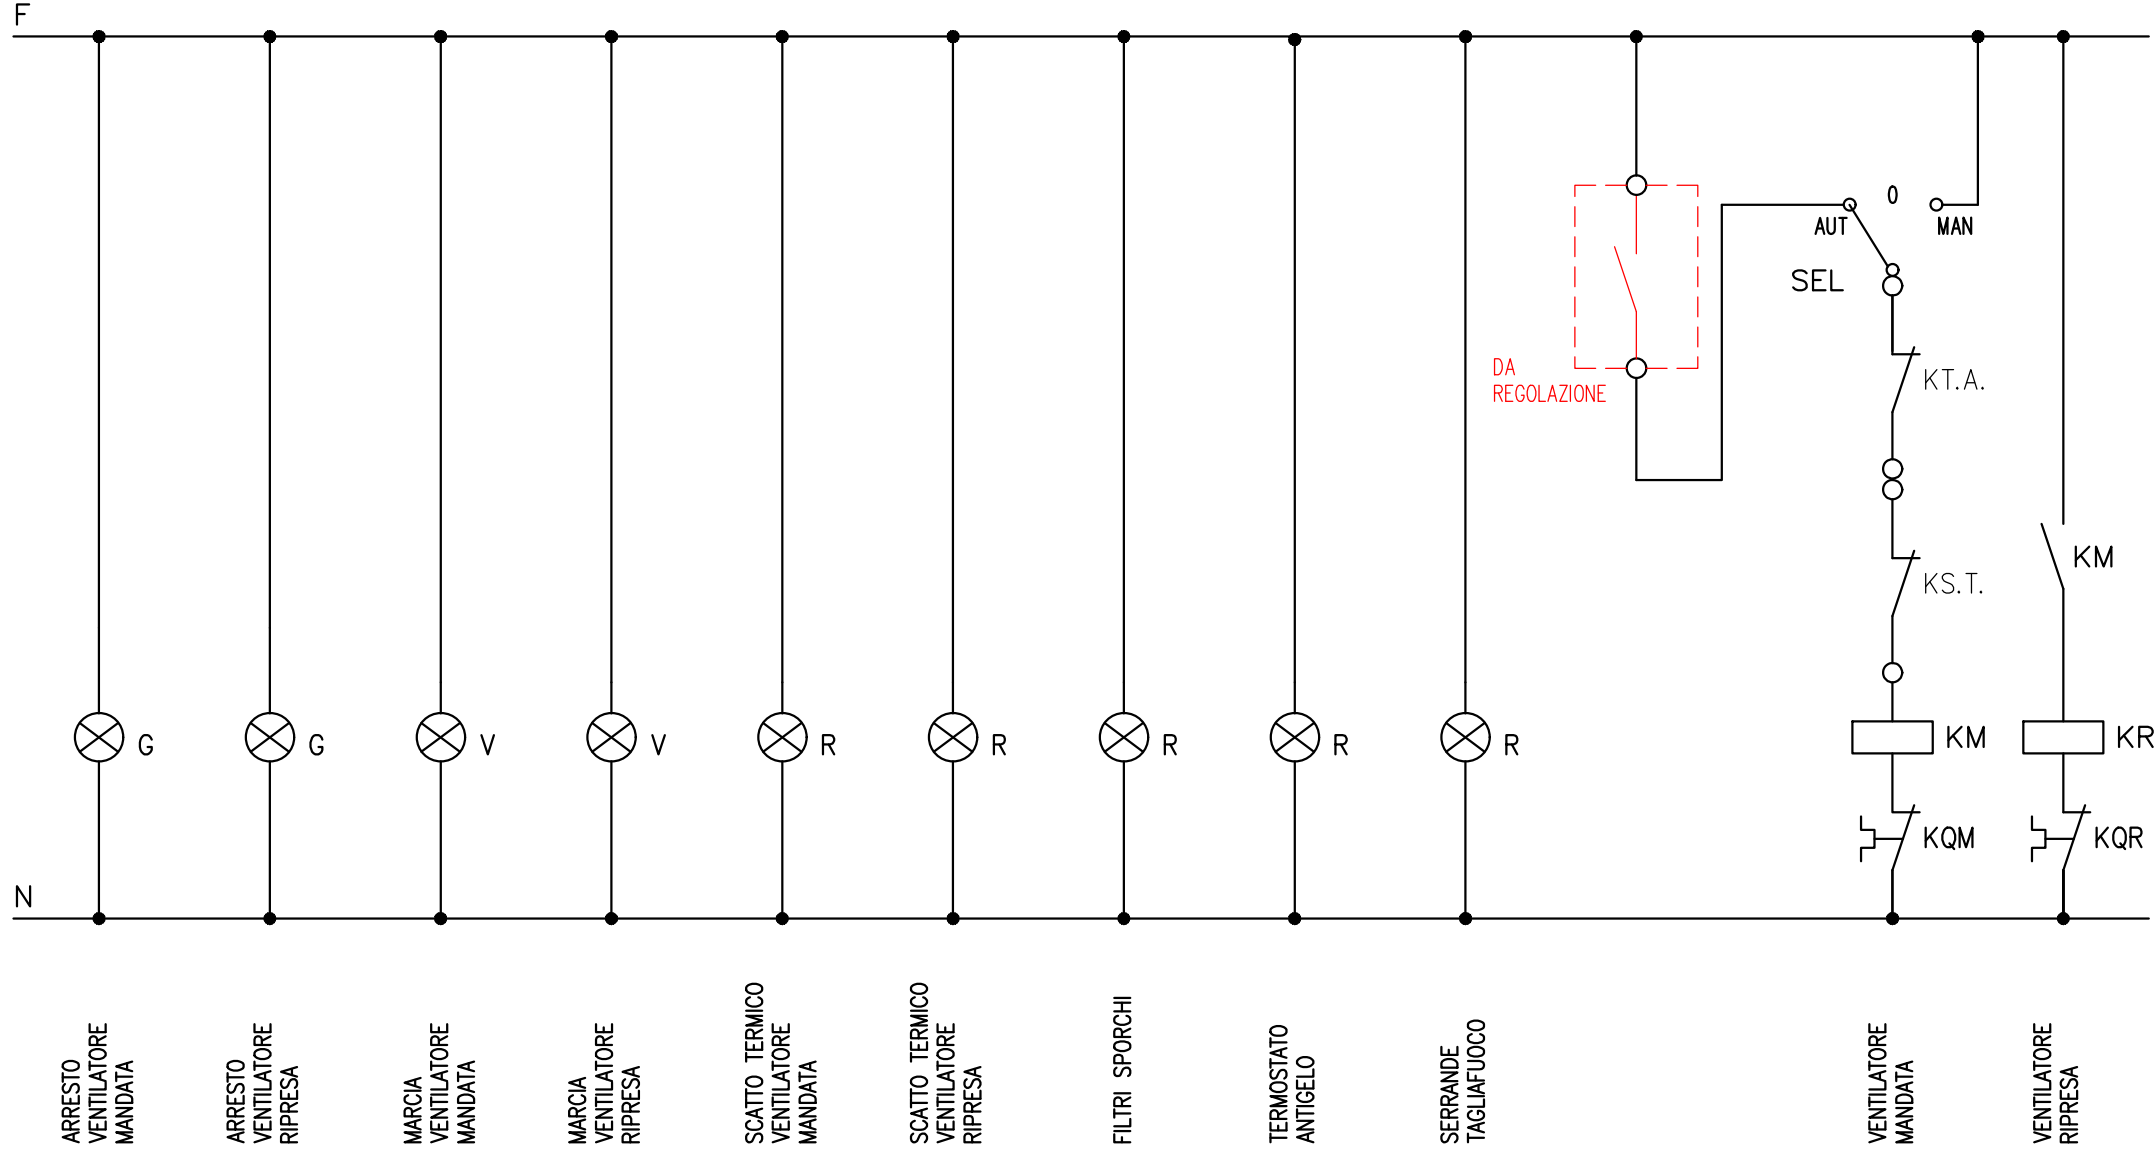 F
0
AUT
MAN
SEL
DA
REGOLAZIONE
KT.A.
KM
KS.T.
G
G
V
V
R
R
R
R
R
KM
KR
KQM
KQR
N
ARRESTO
VENTILATORE
MANDATA
ARRESTO
VENTILATORE
RIPRESA
MARCIA
VENTILATORE
MANDATA
MARCIA
VENTILATORE
RIPRESA
SCATTO TERMICO
VENTILATORE
MANDATA
SCATTO TERMICO
VENTILATORE
RIPRESA
FILTRI SPORCHI
TERMOSTATO
ANTIGELO
SERRANDE
TAGLIAFUOCO
VENTILATORE
MANDATA
VENTILATORE
RIPRESA